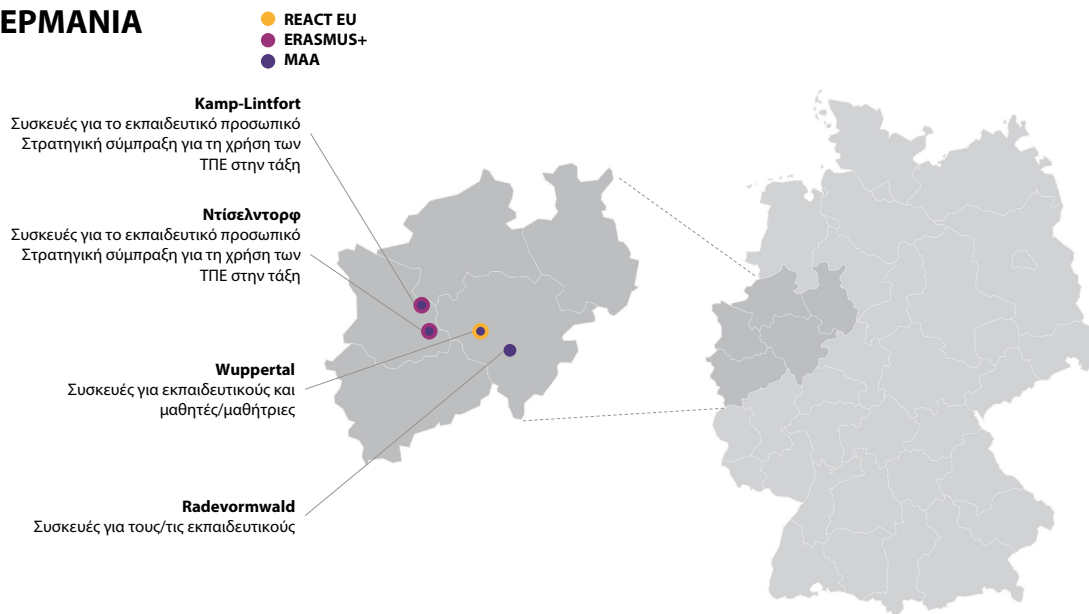 ΕΡΜΑΝΙΑ
REACT EU
ERASMUS+
ΜΑΑ
Kamp-Lintfort
Συσκευές για το εκπαιδευτικό προσωπικό
Στρατηγική σύμπραξη για τη χρήση των
ΤΠΕ στην τάξη
Ντίσελντορφ
Συσκευές για το εκπαιδευτικό προσωπικό
Στρατηγική σύμπραξη για τη χρήση των
ΤΠΕ στην τάξη
Wuppertal
Συσκευές για εκπαιδευτικούς και
μαθητές/μαθήτριες
Radevormwald
Συσκευές για τους/τις εκπαιδευτικούς